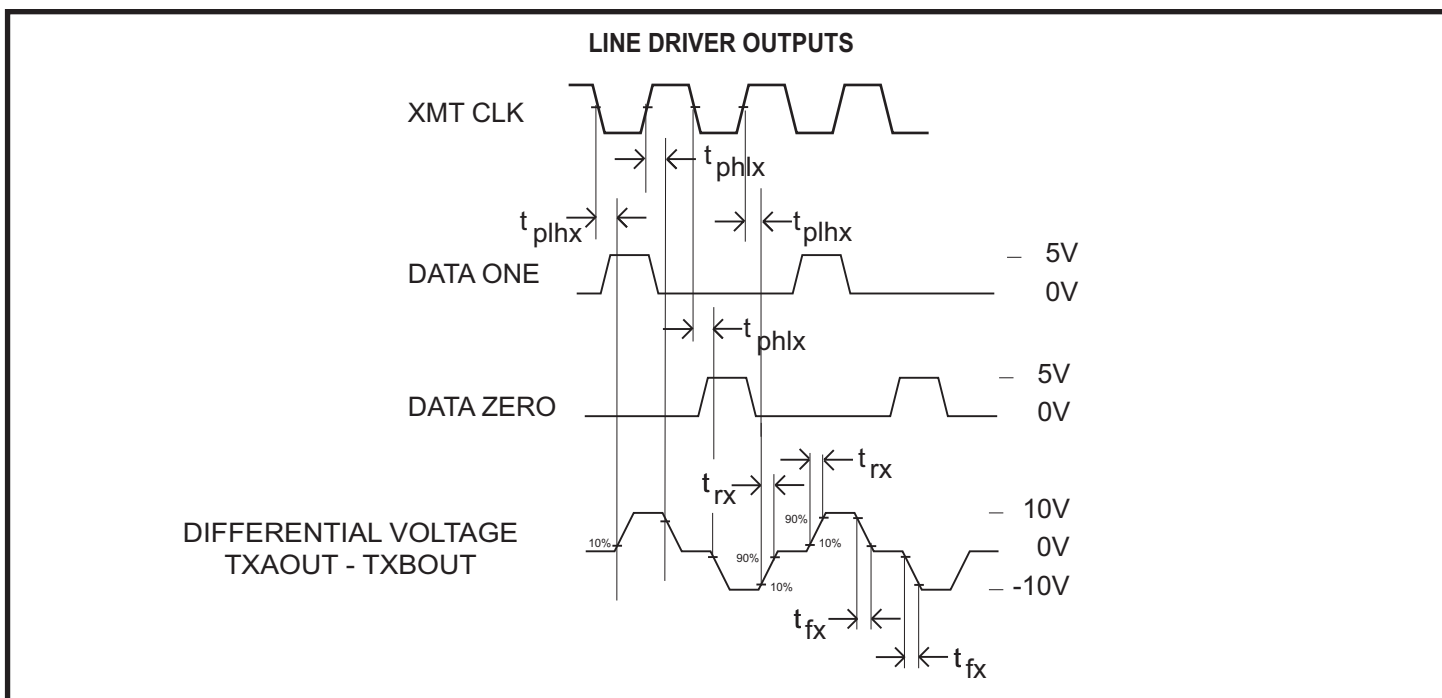 LINE DRIVER OUTPUTS
XMT CLK
t phlx
t plhx
t plhx
DATA ONE
5V
0V
t phlx
DATA ZERO
5V
0V
t rx
t rx
DIFFERENTIAL VOLTAGE
TXAOUT - TXBOUT
10%
90%
10%
90%
10%
10V
0V
-10V
t fx
t fx